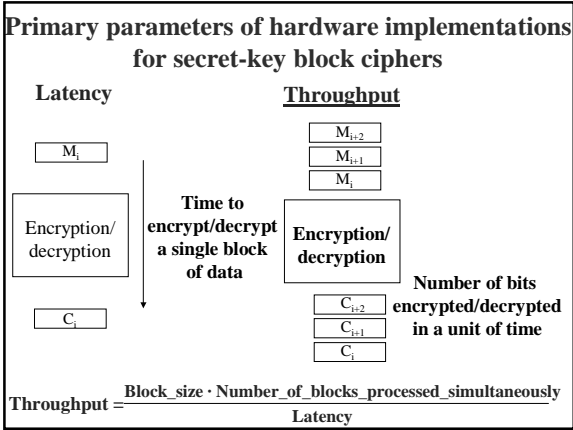 Primary parameters of hardware implementations
for secret-key block ciphers
Latency
M_i
Encryption/
decryption
C_i
Time to
encrypt/decrypt
a single block
of data
Throughput
M_{i+2}
M_{i+1}
M_i
Encryption/
decryption
C_{i+2}
C_{i+1}
C_i
Number of bits
encrypted/decrypted
in a unit of time
Throughput = Block_size · Number_of_blocks_processed_simultaneously
Latency